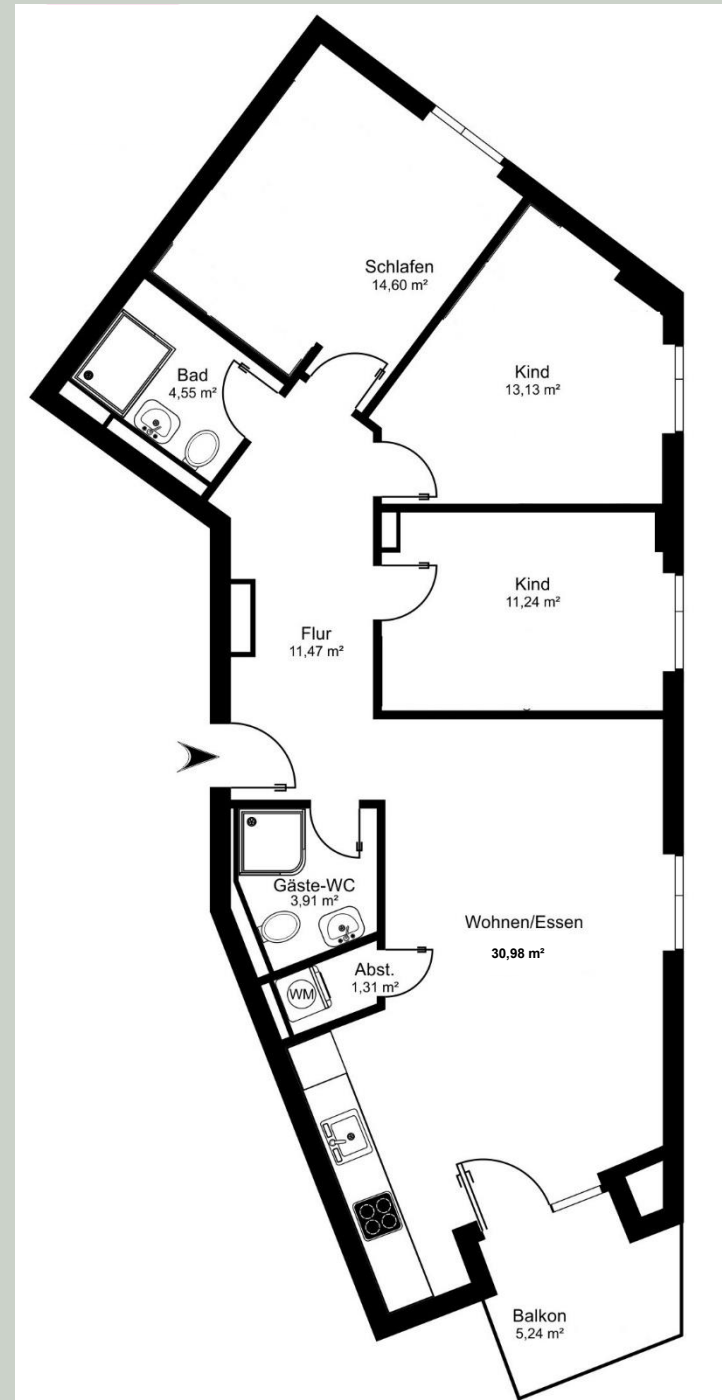 Schlafen
14,60 m²
Bad
4,55 m²
Kind
13,13 m²
Kind
11,24 m²
Flur
11,47 m²
Gäste-WC
3,91 m²
Wohnen/Essen
30,98 m²
Abst.
1,31 m²
WM
Balkon
5,24 m²